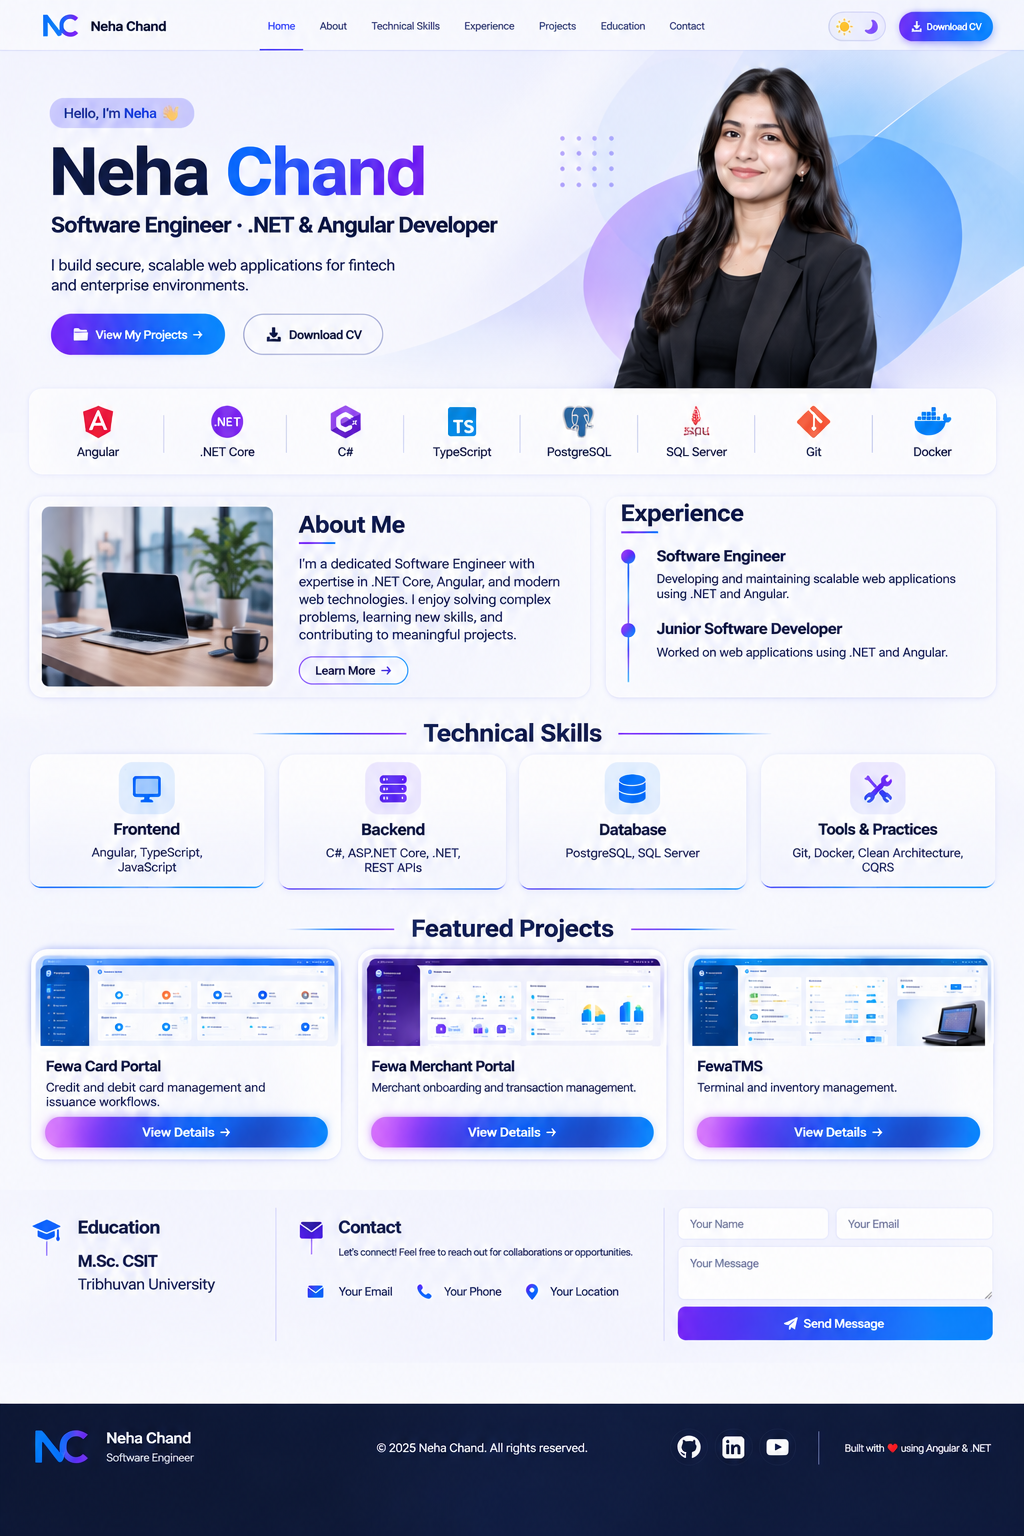 NC Neha Chand
Home About Technical Skills Experience Projects Education Contact
Download CV
Hello, I'm Neha 👋
Neha Chand
Software Engineer · .NET & Angular Developer
I build secure, scalable web applications for fintech
and enterprise environments.
View My Projects →
Download CV
Angular
.NET
.NET Core
C#
TS
TypeScript
PostgreSQL
SQL Server
Git
Docker
About Me
I'm a dedicated Software Engineer with
expertise in .NET Core, Angular, and modern
web technologies. I enjoy solving complex
problems, learning new skills, and
contributing to meaningful projects.
Learn More →
Experience
Software Engineer
Developing and maintaining scalable web applications
using .NET and Angular.
Junior Software Developer
Worked on web applications using .NET and Angular.
Technical Skills
Frontend
Angular, TypeScript,
JavaScript
Backend
C#, ASP.NET Core, .NET,
REST APIs
Database
PostgreSQL, SQL Server
Tools & Practices
Git, Docker, Clean Architecture,
CQRS
Featured Projects
Fewa Card Portal
Credit and debit card management and
issuance workflows.
View Details →
Fewa Merchant Portal
Merchant onboarding and transaction management.
View Details →
FewaTMS
Terminal and inventory management.
View Details →
Education
M.Sc. CSIT
Tribhuvan University
Contact
Let's connect! Feel free to reach out for collaborations or opportunities.
Your Email
Your Phone
Your Location
Your Name
Your Email
Your Message
Send Message
NC Neha Chand
Software Engineer
© 2025 Neha Chand. All rights reserved.
in
Built with ❤️ using Angular & .NET